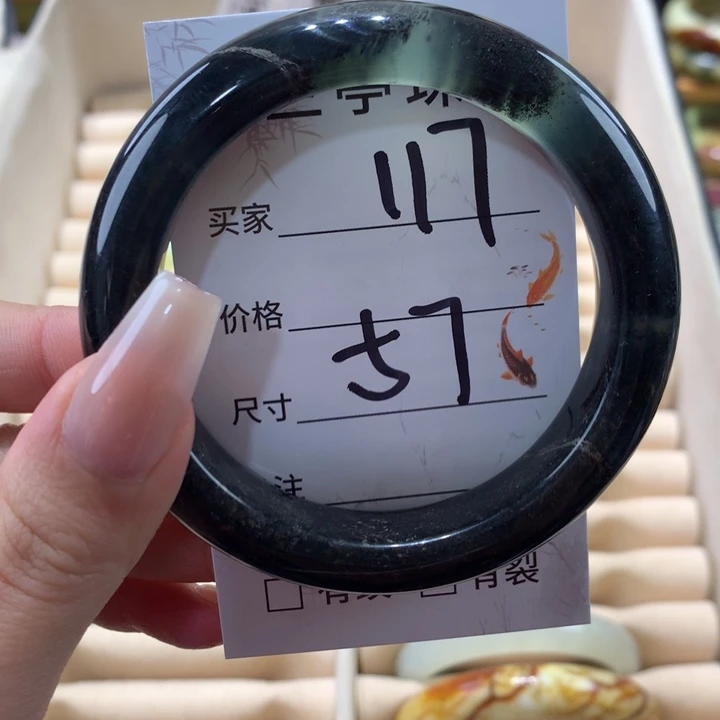 买家 117
价格
尺寸 57
注
有裂